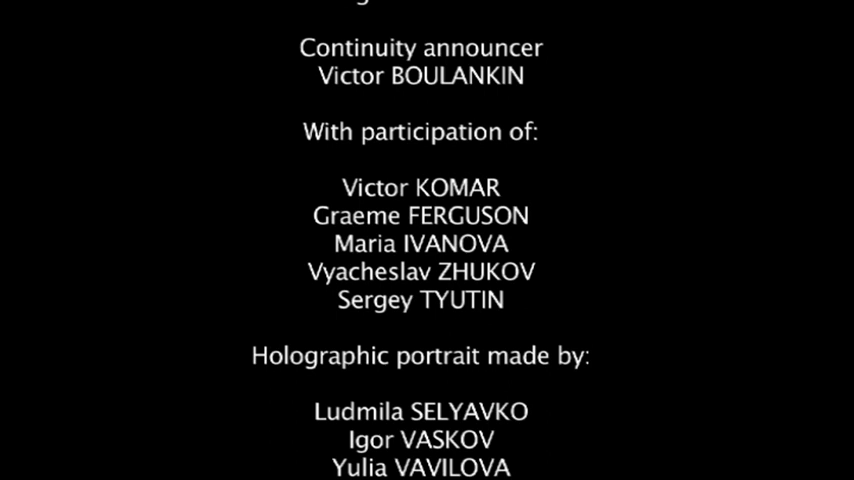 Continuity announcer
Victor BOULANKIN
With participation of:
Victor KOMAR
Graeme FERGUSON
Maria IVANOVA
Vyacheslav ZHUKOV
Sergey TYUTIN
Holographic portrait made by:
Ludmila SELYAVKO
Igor VASKOV
Yulia VAVILOVA